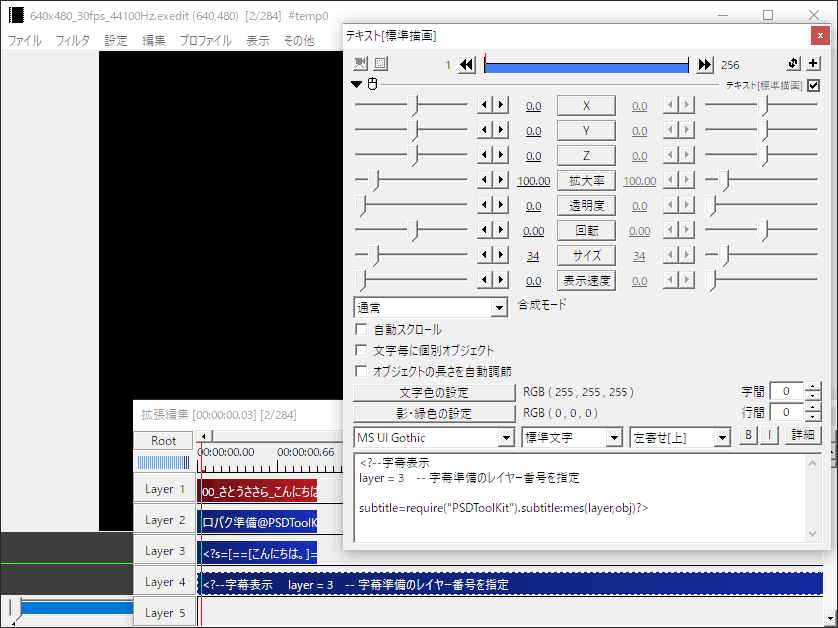 640x480_30fps_44100Hz.exedit (640,480)  [2/284]  #temp0
ファイル フィルタ 設定 編集 プロファイル 表示 その他
テキスト[標準描画]
1 256
テキスト[標準描画]
0.0 X 0.0
0.0 Y 0.0
0.0 Z 0.0
100.00 拡大率 100.00
0.0 透明度 0.0
0.00 回転 0.00
34 サイズ 34
0.0 表示速度 0.0
通常 合成モード
自動スクロール
文字毎に個別オブジェクト
オブジェクトの長さを自動調節
文字色の設定 RGB ( 255 , 255 , 255 ) 字間 0
影・縁色の設定 RGB ( 0 , 0 , 0 ) 行間 0
MS UI Gothic 標準文字 左寄せ[上] B I 詳細
<?--字幕表示
layer = 3　-- 字幕準備のレイヤー番号を指定
subtitle=require("PSDToolKit").subtitle:mes(layer,obj)?>
拡張編集 [00:00:00.03] [2/284]
Root
00:00:00.00 00:00:00.66
Layer 1 00_さとうささら_こんにちは
Layer 2 口パク準備@PSDToolK
Layer 3 <?s=[==[こんにちは。]=
Layer 4 <?--字幕表示　layer = 3　-- 字幕準備のレイヤー番号を指定
Layer 5